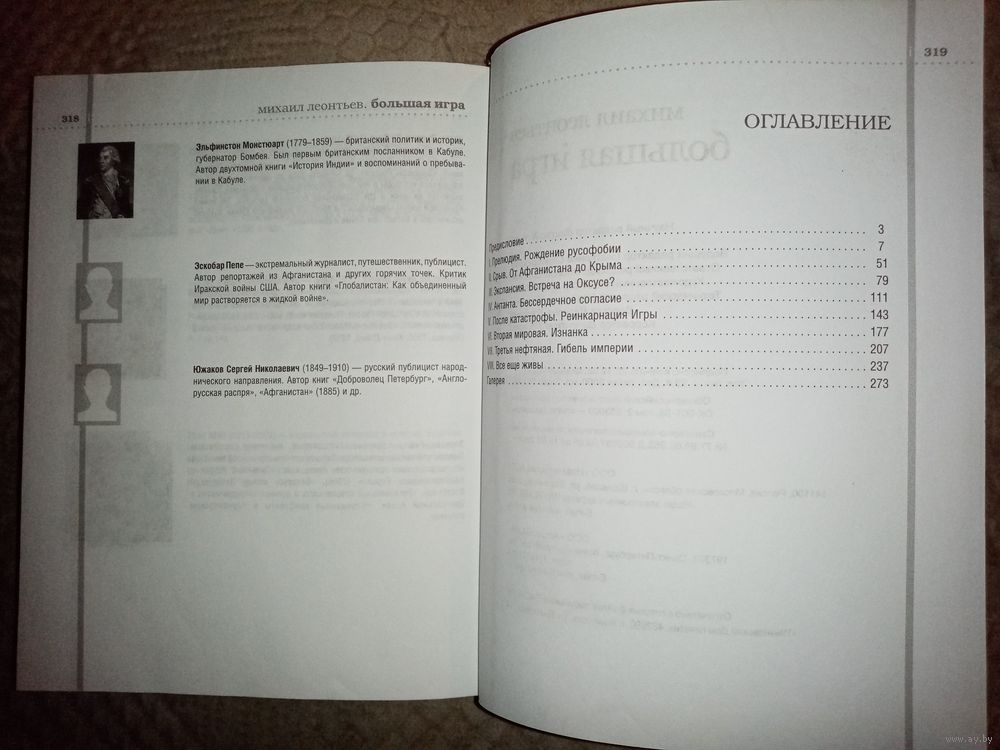 318
михаил леонтьев. большая игра
Эльфинстон Монстюарт (1779–1859) — британский политик и историк,
губернатор Бомбея. Был первым британским посланником в Кабуле.
Автор двухтомной книги «История Индии» и воспоминаний о пребыва-
нии в Кабуле.
Эскобар Пепе — экстремальный журналист, путешественник, публицист.
Автор репортажей из Афганистана и других горячих точек. Критик
Иракской войны США. Автор книги «Глобалистан: Как объединенный
мир растворяется в жидкой войне».
Южаков Сергей Николаевич (1849–1910) — русский публицист народ-
нического направления. Автор книг «Доброволец Петербург», «Англо-
русская распря», «Афганистан» (1885) и др.
319
ОГЛАВЛЕНИЕ
Предисловие 3
I. Прелюдия. Рождение русофобии 7
II. Срыв. От Афганистана до Крыма 51
III. Экспансия. Встреча на Оксусе? 79
IV. Антанта. Бессердечное согласие 111
V. После катастрофы. Реинкарнация Игры 143
VI. Вторая мировая. Изнанка 177
VII. Третья нефтяная. Гибель империи 207
VIII. Все еще живы 237
Галерея 273
www.ay.by